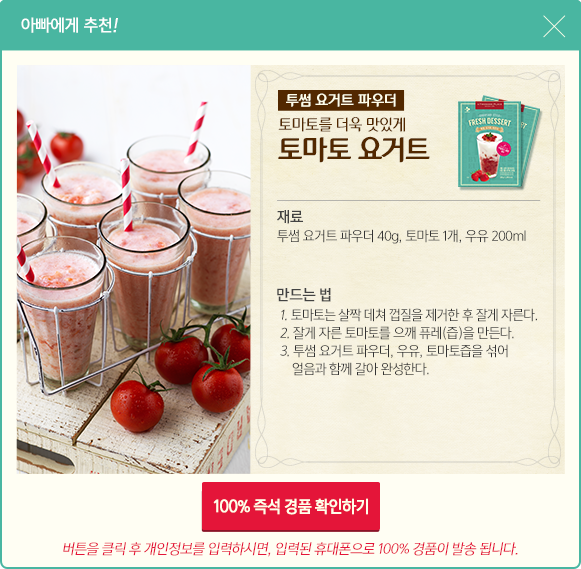 아빠에게 추천!
투썸 요거트 파우더
토마토를 더욱 맛있게
토마토 요거트
FRESH DESSERT
재료
투썸 요거트 파우더 40g, 토마토 1개, 우유 200ml
만드는 법
1. 토마토는 살짝 데쳐 껍질을 제거한 후 잘게 자른다.
2. 잘게 자른 토마토를 으깨 퓨레(즙)을 만든다.
3. 투썸 요거트 파우더, 우유, 토마토즙을 섞어
얼음과 함께 갈아 완성한다.
100% 즉석 경품 확인하기
버튼을 클릭 후 개인정보를 입력하시면, 입력된 휴대폰으로 100% 경품이 발송 됩니다.